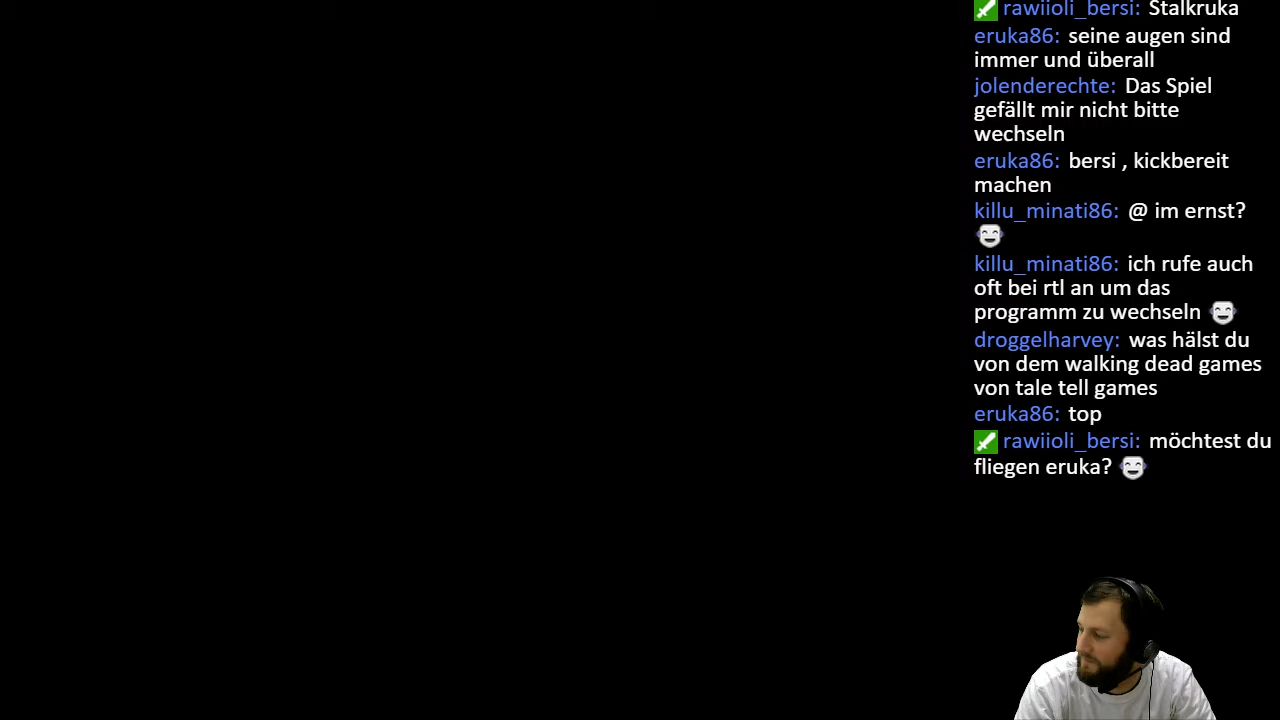 rawiioli_bersi: Stalkruka
eruka86: seine augen sind
immer und überall
jolenderechte: Das Spiel
gefällt mir nicht bitte
wechseln
eruka86: bersi , kickbereit
machen
killu_minati86: @ im ernst?
killu_minati86: ich rufe auch
oft bei rtl an um das
programm zu wechseln
droggelharvey: was hälst du
von dem walking dead games
von tale tell games
eruka86: top
rawiioli_bersi: möchtest du
fliegen eruka?